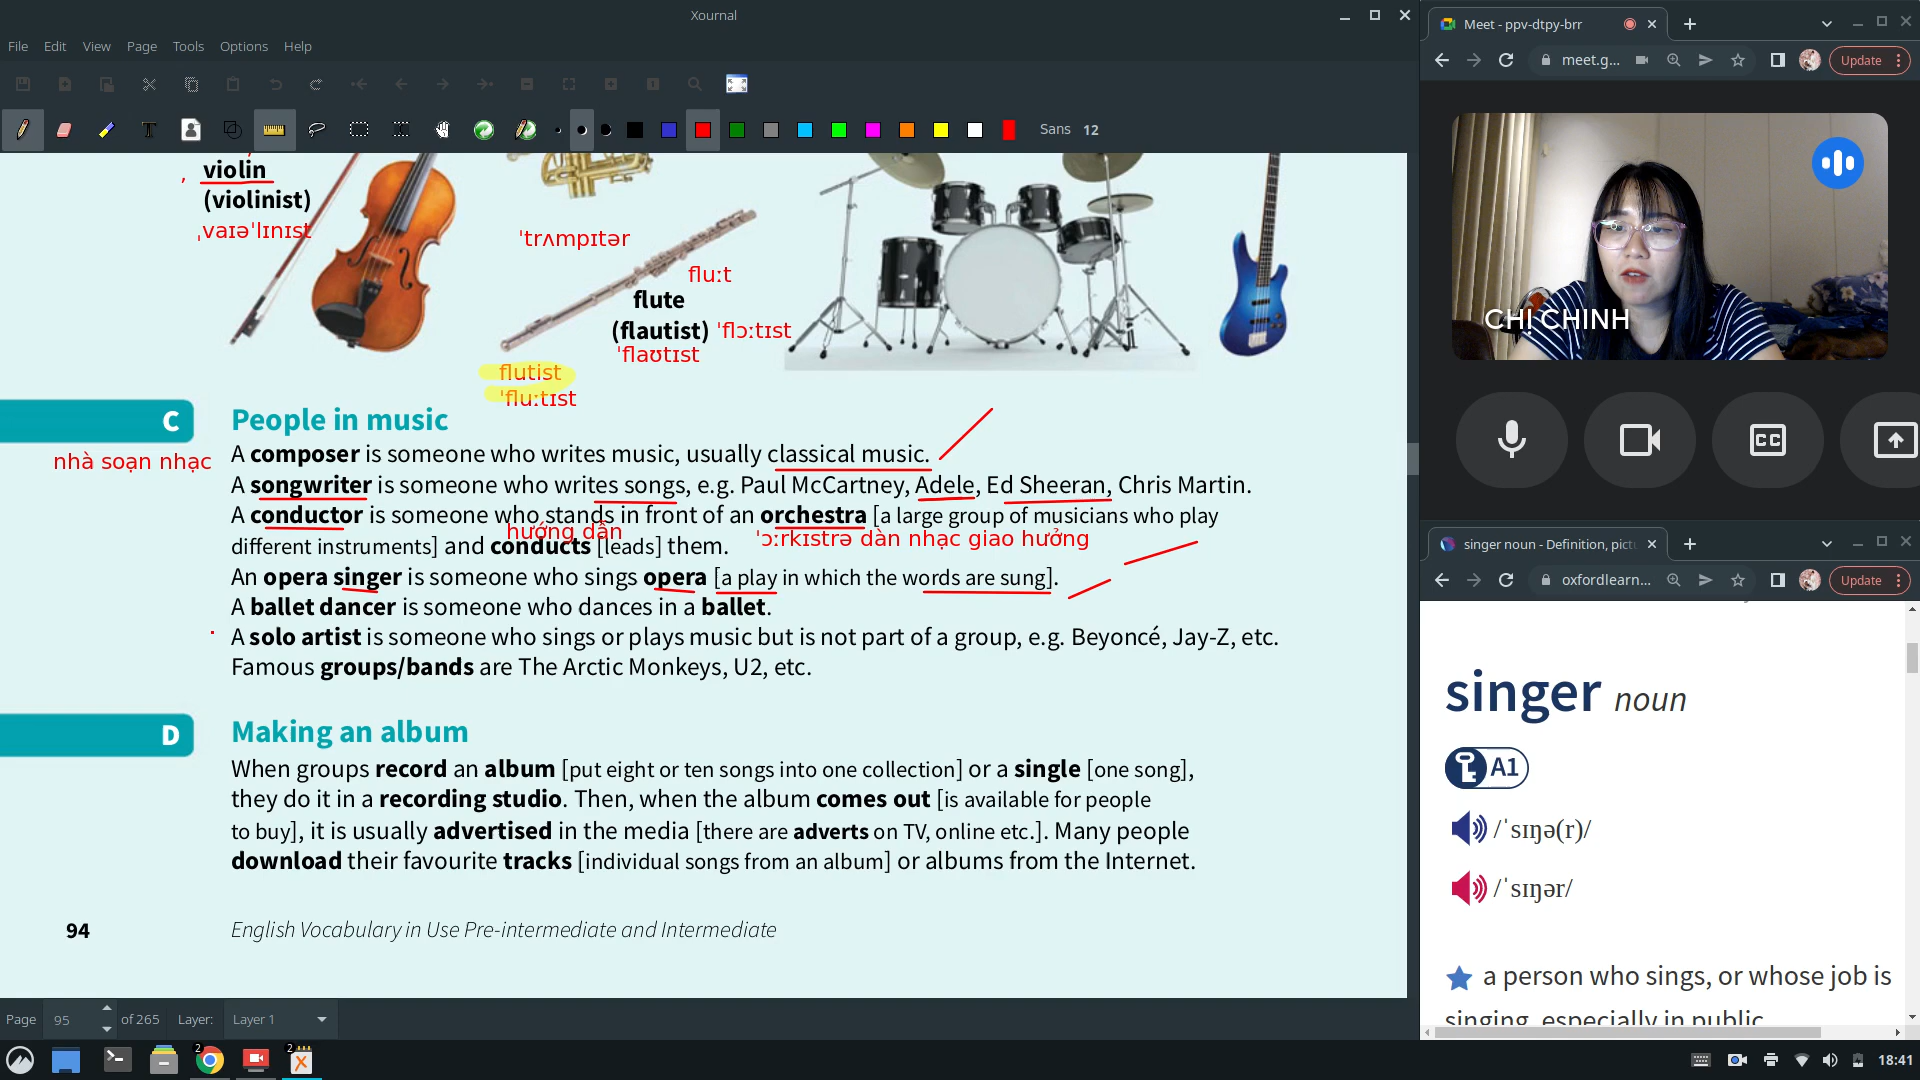 Xournal
File Edit View Page Tools Options Help
Sans 12
violin
(violinist)
ˌvaɪəˈlɪnɪst
ˈtrʌmpɪtər
fluːt
flute
(flautist) ˈflɔːtɪst
ˈflaʊtɪst
flutist
ˈfluːtɪst
C
People in music
nhà soạn nhạc
A composer is someone who writes music, usually classical music.
A songwriter is someone who writes songs, e.g. Paul McCartney, Adele, Ed Sheeran, Chris Martin.
A conductor is someone who stands in front of an orchestra [a large group of musicians who play
hướng dẫn
ˈɔːrkɪstrə dàn nhạc giao hưởng
different instruments] and conducts [leads] them.
An opera singer is someone who sings opera [a play in which the words are sung].
A ballet dancer is someone who dances in a ballet.
A solo artist is someone who sings or plays music but is not part of a group, e.g. Beyoncé, Jay-Z, etc.
Famous groups/bands are The Arctic Monkeys, U2, etc.
D
Making an album
When groups record an album [put eight or ten songs into one collection] or a single [one song],
they do it in a recording studio. Then, when the album comes out [is available for people
to buy], it is usually advertised in the media [there are adverts on TV, online etc.]. Many people
download their favourite tracks [individual songs from an album] or albums from the Internet.
94
English Vocabulary in Use Pre-intermediate and Intermediate
Page 95 of 265 Layer: Layer 1
Meet - ppv-dtpy-brr
meet.g...
Update
CHỊ CHINH
CC
singer noun - Definition, pict
oxfordlearn...
Update
singer noun
A1
/ˈsɪŋə(r)/
/ˈsɪŋər/
a person who sings, or whose job is
singing, especially in public
2
2
18:41